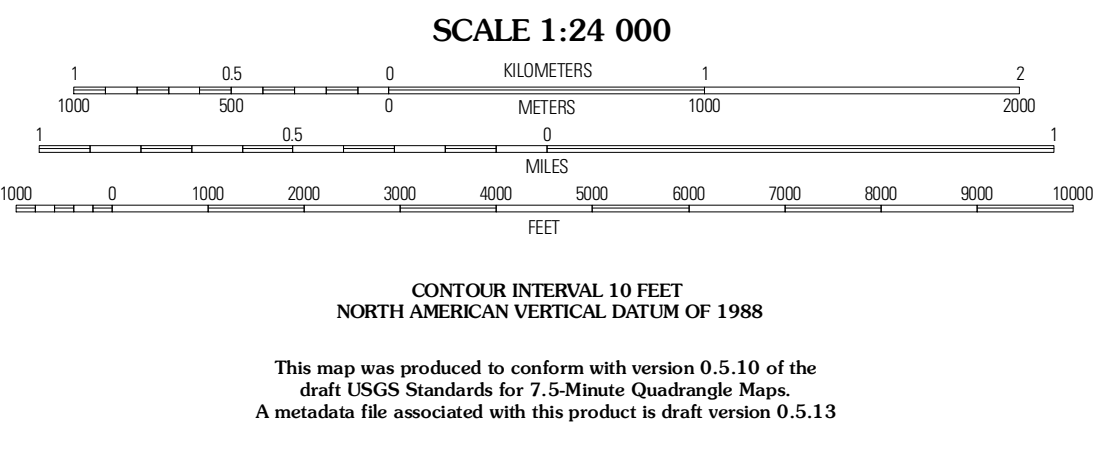 SCALE 1:24 000
1 0.5 0 KILOMETERS 1 2
1000 500 0 METERS 1000 2000
1 0.5 0 1
MILES
1000 0 1000 2000 3000 4000 5000 6000 7000 8000 9000 10000
FEET
CONTOUR INTERVAL 10 FEET
NORTH AMERICAN VERTICAL DATUM OF 1988
This map was produced to conform with version 0.5.10 of the
draft USGS Standards for 7.5-Minute Quadrangle Maps.
A metadata file associated with this product is draft version 0.5.13